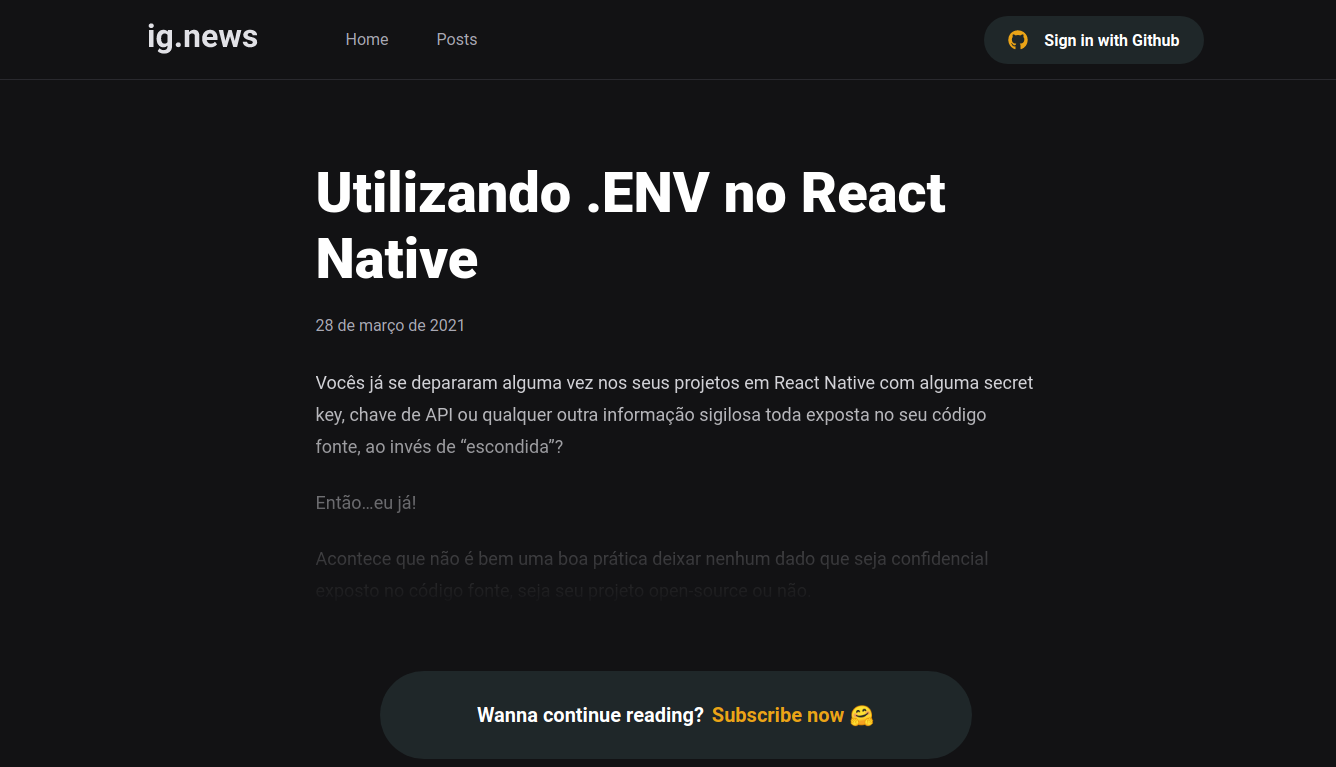 ig.news
Home
Posts
Sign in with Github
Utilizando .ENV no React
Native
28 de março de 2021
Vocês já se depararam alguma vez nos seus projetos em React Native com alguma secret
key, chave de API ou qualquer outra informação sigilosa toda exposta no seu código
fonte, ao invés de “escondida”?
Então…eu já!
Acontece que não é bem uma boa prática deixar nenhum dado que seja confidencial
exposto no código fonte, seja seu projeto open-source ou não.
Wanna continue reading? Subscribe now 🤗